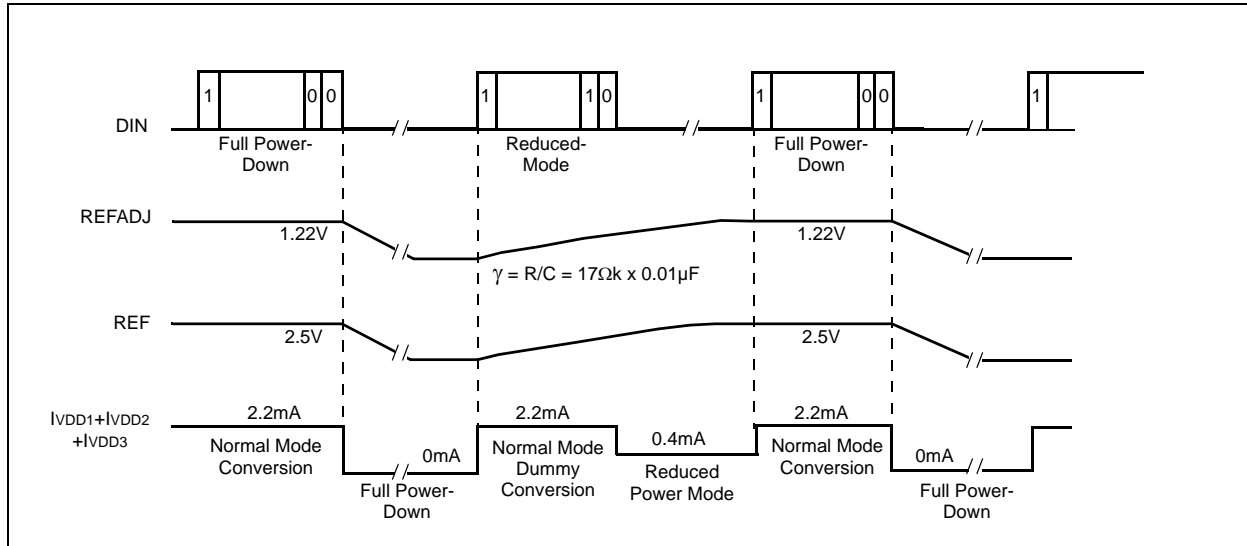 1 0 0 1 1 0 1 0 0 1
DIN
Full Power-
Down
Reduced-
Mode
Full Power-
Down
REFADJ
1.22V
1.22V
γ = R/C = 17Ωk x 0.01µF
REF
2.5V
2.5V
IVDD1+IVDD2
+IVDD3
2.2mA
2.2mA
2.2mA
Normal Mode
Conversion
0mA
Normal Mode
Dummy
Conversion
0.4mA
Reduced
Power Mode
Normal Mode
Conversion
0mA
Full Power-
Down
Full Power-
Down